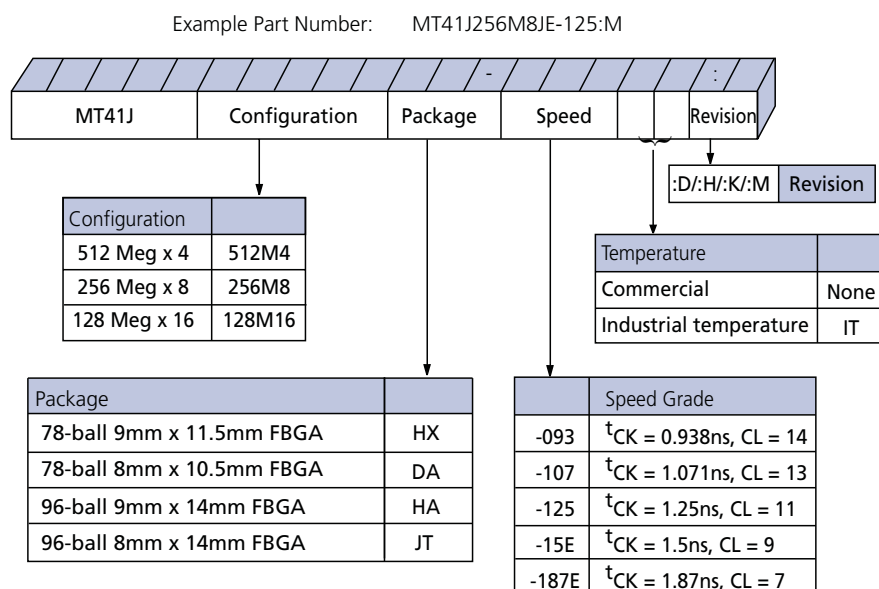 Example Part Number: MT41J256M8JE-125:M
- :
MT41J Configuration Package Speed Revision
:D/:H/:K/:M Revision
Configuration
512 Meg x 4 512M4
256 Meg x 8 256M8
128 Meg x 16 128M16
Temperature
Commercial None
Industrial temperature IT
Package
78-ball 9mm x 11.5mm FBGA HX
78-ball 8mm x 10.5mm FBGA DA
96-ball 9mm x 14mm FBGA HA
96-ball 8mm x 14mm FBGA JT
Speed Grade
-093 tCK = 0.938ns, CL = 14
-107 tCK = 1.071ns, CL = 13
-125 tCK = 1.25ns, CL = 11
-15E tCK = 1.5ns, CL = 9
-187E tCK = 1.87ns, CL = 7